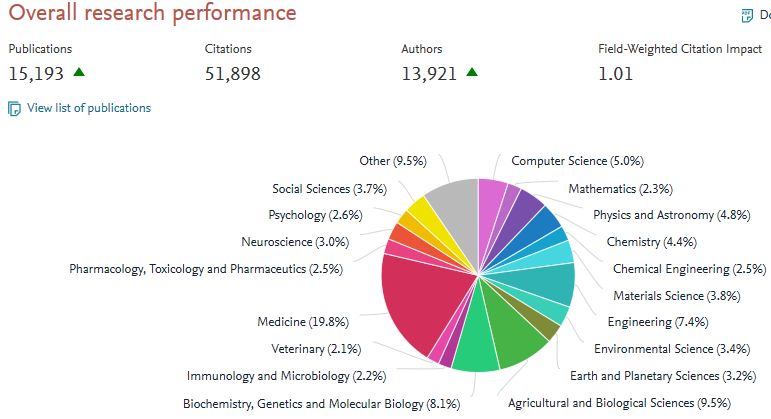 Overall research performance
Publications
Citations
Authors
Field-Weighted Citation Impact
15,193
51,898
13,921
1.01
View list of publications
Other (9.5%)
Computer Science (5.0%)
Social Sciences (3.7%)
Mathematics (2.3%)
Psychology (2.6%)
Physics and Astronomy (4.8%)
Neuroscience (3.0%)
Chemistry (4.4%)
Pharmacology, Toxicology and Pharmaceutics (2.5%)
Chemical Engineering (2.5%)
Materials Science (3.8%)
Medicine (19.8%)
Engineering (7.4%)
Veterinary (2.1%)
Environmental Science (3.4%)
Immunology and Microbiology (2.2%)
Earth and Planetary Sciences (3.2%)
Biochemistry, Genetics and Molecular Biology (8.1%)
Agricultural and Biological Sciences (9.5%)